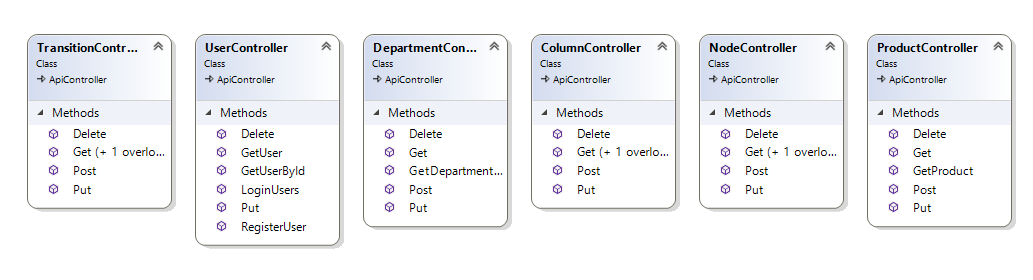 TransitionContr...
Class
ApiController
Methods
Delete
Get (+ 1 overlo...
Post
Put
UserController
Class
ApiController
Methods
Delete
GetUser
GetUserById
LoginUsers
Put
RegisterUser
DepartmentCon...
Class
ApiController
Methods
Delete
Get
GetDepartment...
Post
Put
ColumnController
Class
ApiController
Methods
Delete
Get (+ 1 overlo...
Post
Put
NodeController
Class
ApiController
Methods
Delete
Get (+ 1 overlo...
Post
Put
ProductController
Class
ApiController
Methods
Delete
Get
GetProduct
Post
Put